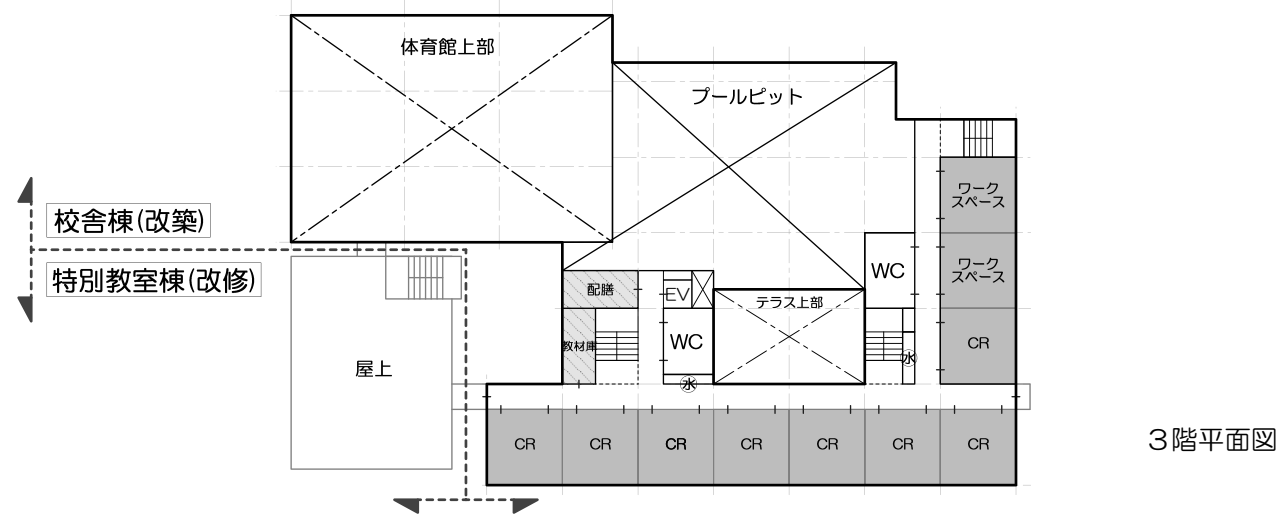 体育館上部
プールピット
ワーク
スペース
校舎棟(改築)
特別教室棟(改修)
WC
ワーク
スペース
配膳
EV
テラス上部
教材庫
WC
CR
水
屋上
水
CR
CR
CR
CR
CR
CR
CR
3階平面図